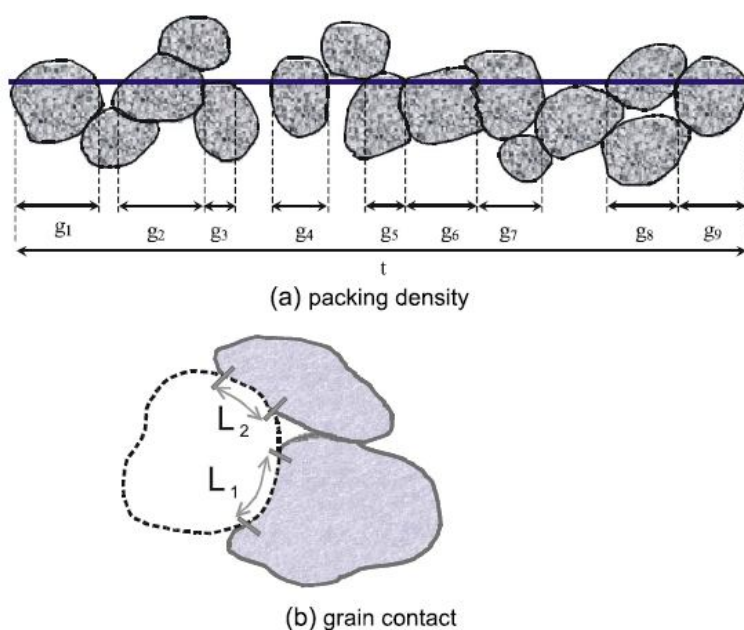 g₁ g₂ g₃ g₄ g₅ g₆ g₇ g₈ g₉
t
(a) packing density
L₂
L₁
(b) grain contact